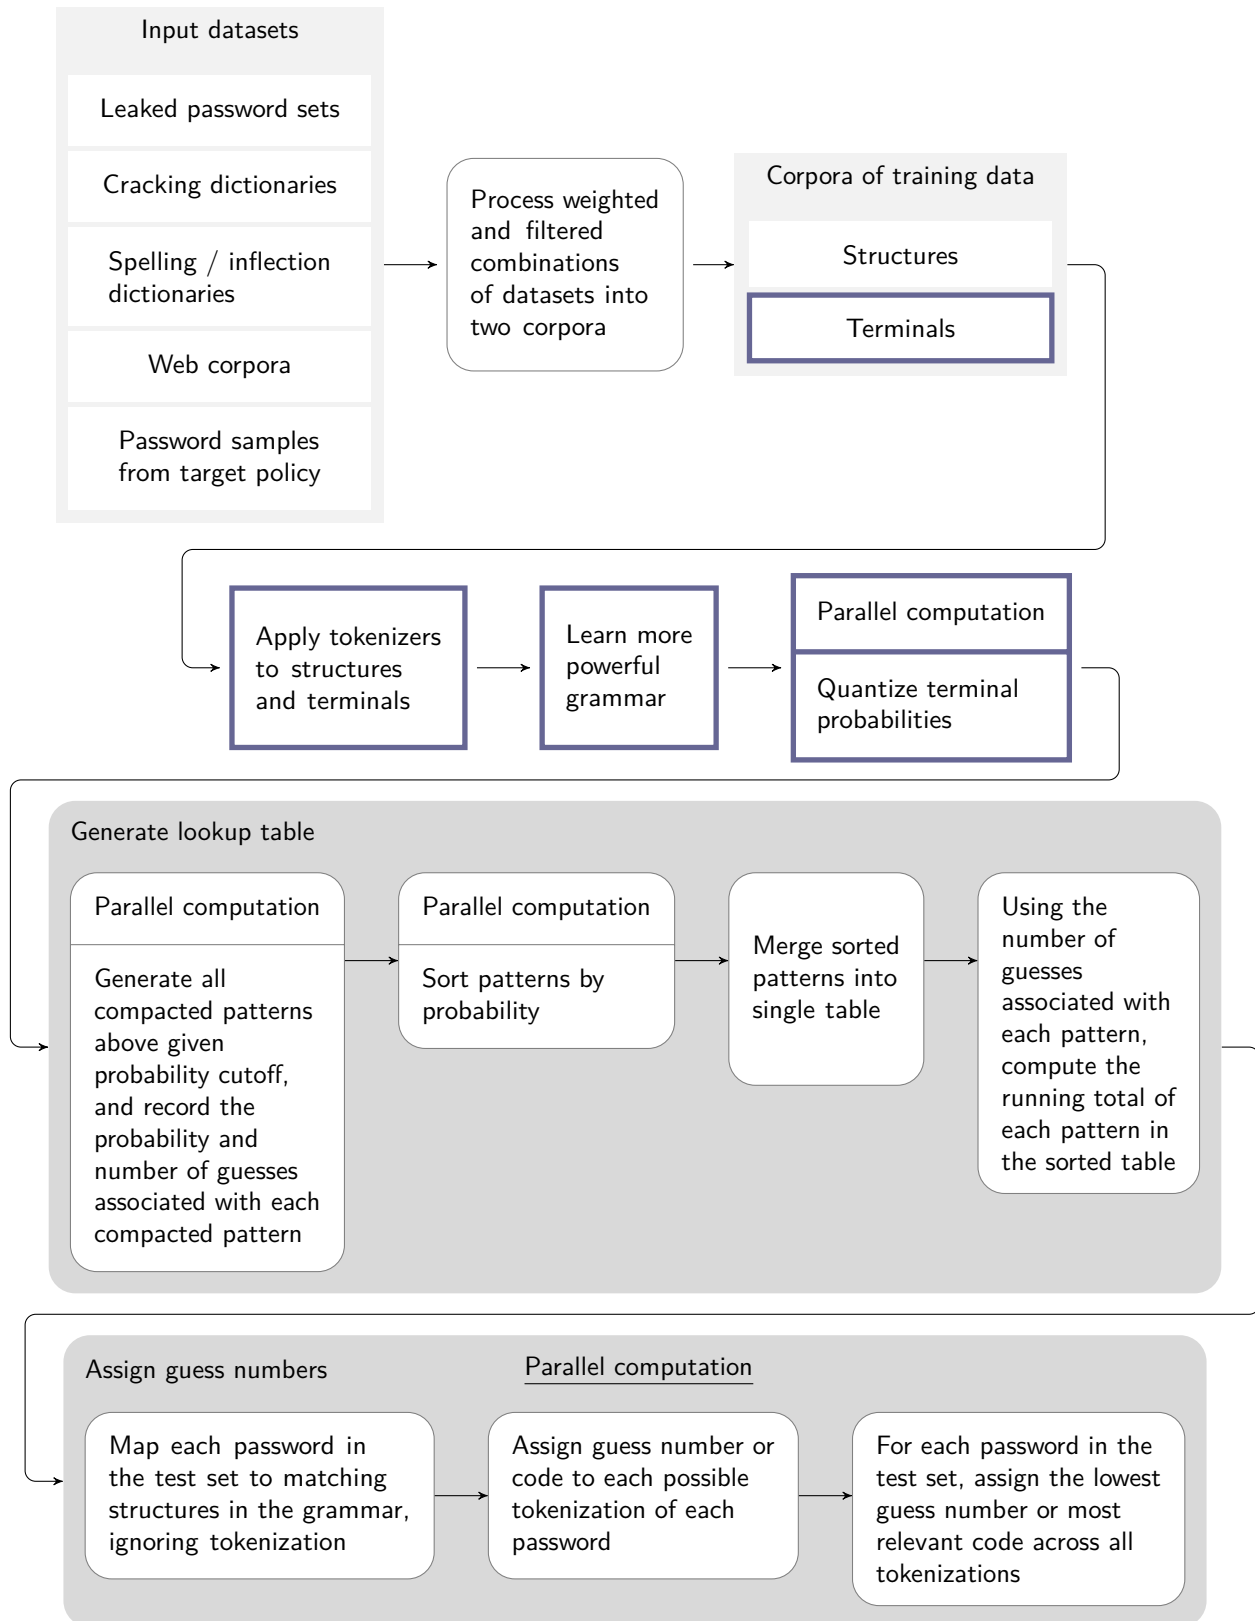 Input datasets
Leaked password sets
Cracking dictionaries
Spelling / inflection
dictionaries
Web corpora
Password samples
from target policy
Process weighted
and filtered
combinations
of datasets into
two corpora
Corpora of training data
Structures
Terminals
Apply tokenizers
to structures
and terminals
Learn more
powerful
grammar
Parallel computation
Quantize terminal
probabilities
Generate lookup table
Parallel computation
Generate all
compacted patterns
above given
probability cutoff,
and record the
probability and
number of guesses
associated with each
compacted pattern
Parallel computation
Sort patterns by
probability
Merge sorted
patterns into
single table
Using the
number of
guesses
associated with
each pattern,
compute the
running total of
each pattern in
the sorted table
Assign guess numbers
Parallel computation
Map each password in
the test set to matching
structures in the grammar,
ignoring tokenization
Assign guess number or
code to each possible
tokenization of each
password
For each password in the
test set, assign the lowest
guess number or most
relevant code across all
tokenizations